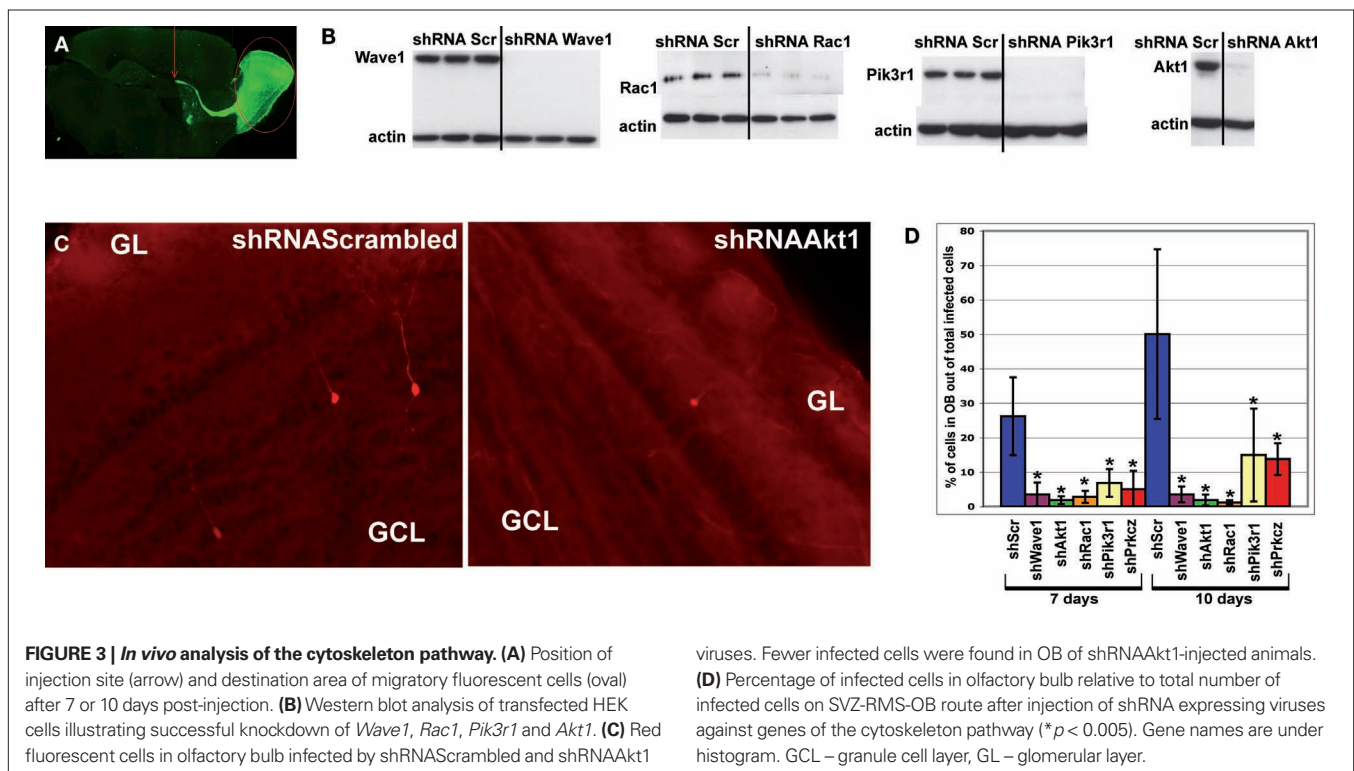 A
B
shRNA Scr shRNA Wave1
Wave1
actin
shRNA Scr shRNA Rac1
Rac1
actin
shRNA Scr shRNA Pik3r1
Pik3r1
actin
shRNA Scr shRNA Akt1
Akt1
actin
C
GL
shRNAScrambled
GCL
shRNAAkt1
GL
GCL
D
% of cells in OB out of total infected cells
80
70
60
50
40
30
20
10
0
* * * * * * * * * *
shScr shWave1 shAkt1 shRac1 shPik3r1 shPrkcz shScr shWave1 shAkt1 shRac1 shPik3r1 shPrkcz
7 days 10 days
FIGURE 3 | In vivo analysis of the cytoskeleton pathway. (A) Position of
injection site (arrow) and destination area of migratory fluorescent cells (oval)
after 7 or 10 days post-injection. (B) Western blot analysis of transfected HEK
cells illustrating successful knockdown of Wave1, Rac1, Pik3r1 and Akt1. (C) Red
fluorescent cells in olfactory bulb infected by shRNAScrambled and shRNAAkt1
viruses. Fewer infected cells were found in OB of shRNAAkt1-injected animals.
(D) Percentage of infected cells in olfactory bulb relative to total number of
infected cells on SVZ-RMS-OB route after injection of shRNA expressing viruses
against genes of the cytoskeleton pathway (*p < 0.005). Gene names are under
histogram. GCL – granule cell layer, GL – glomerular layer.